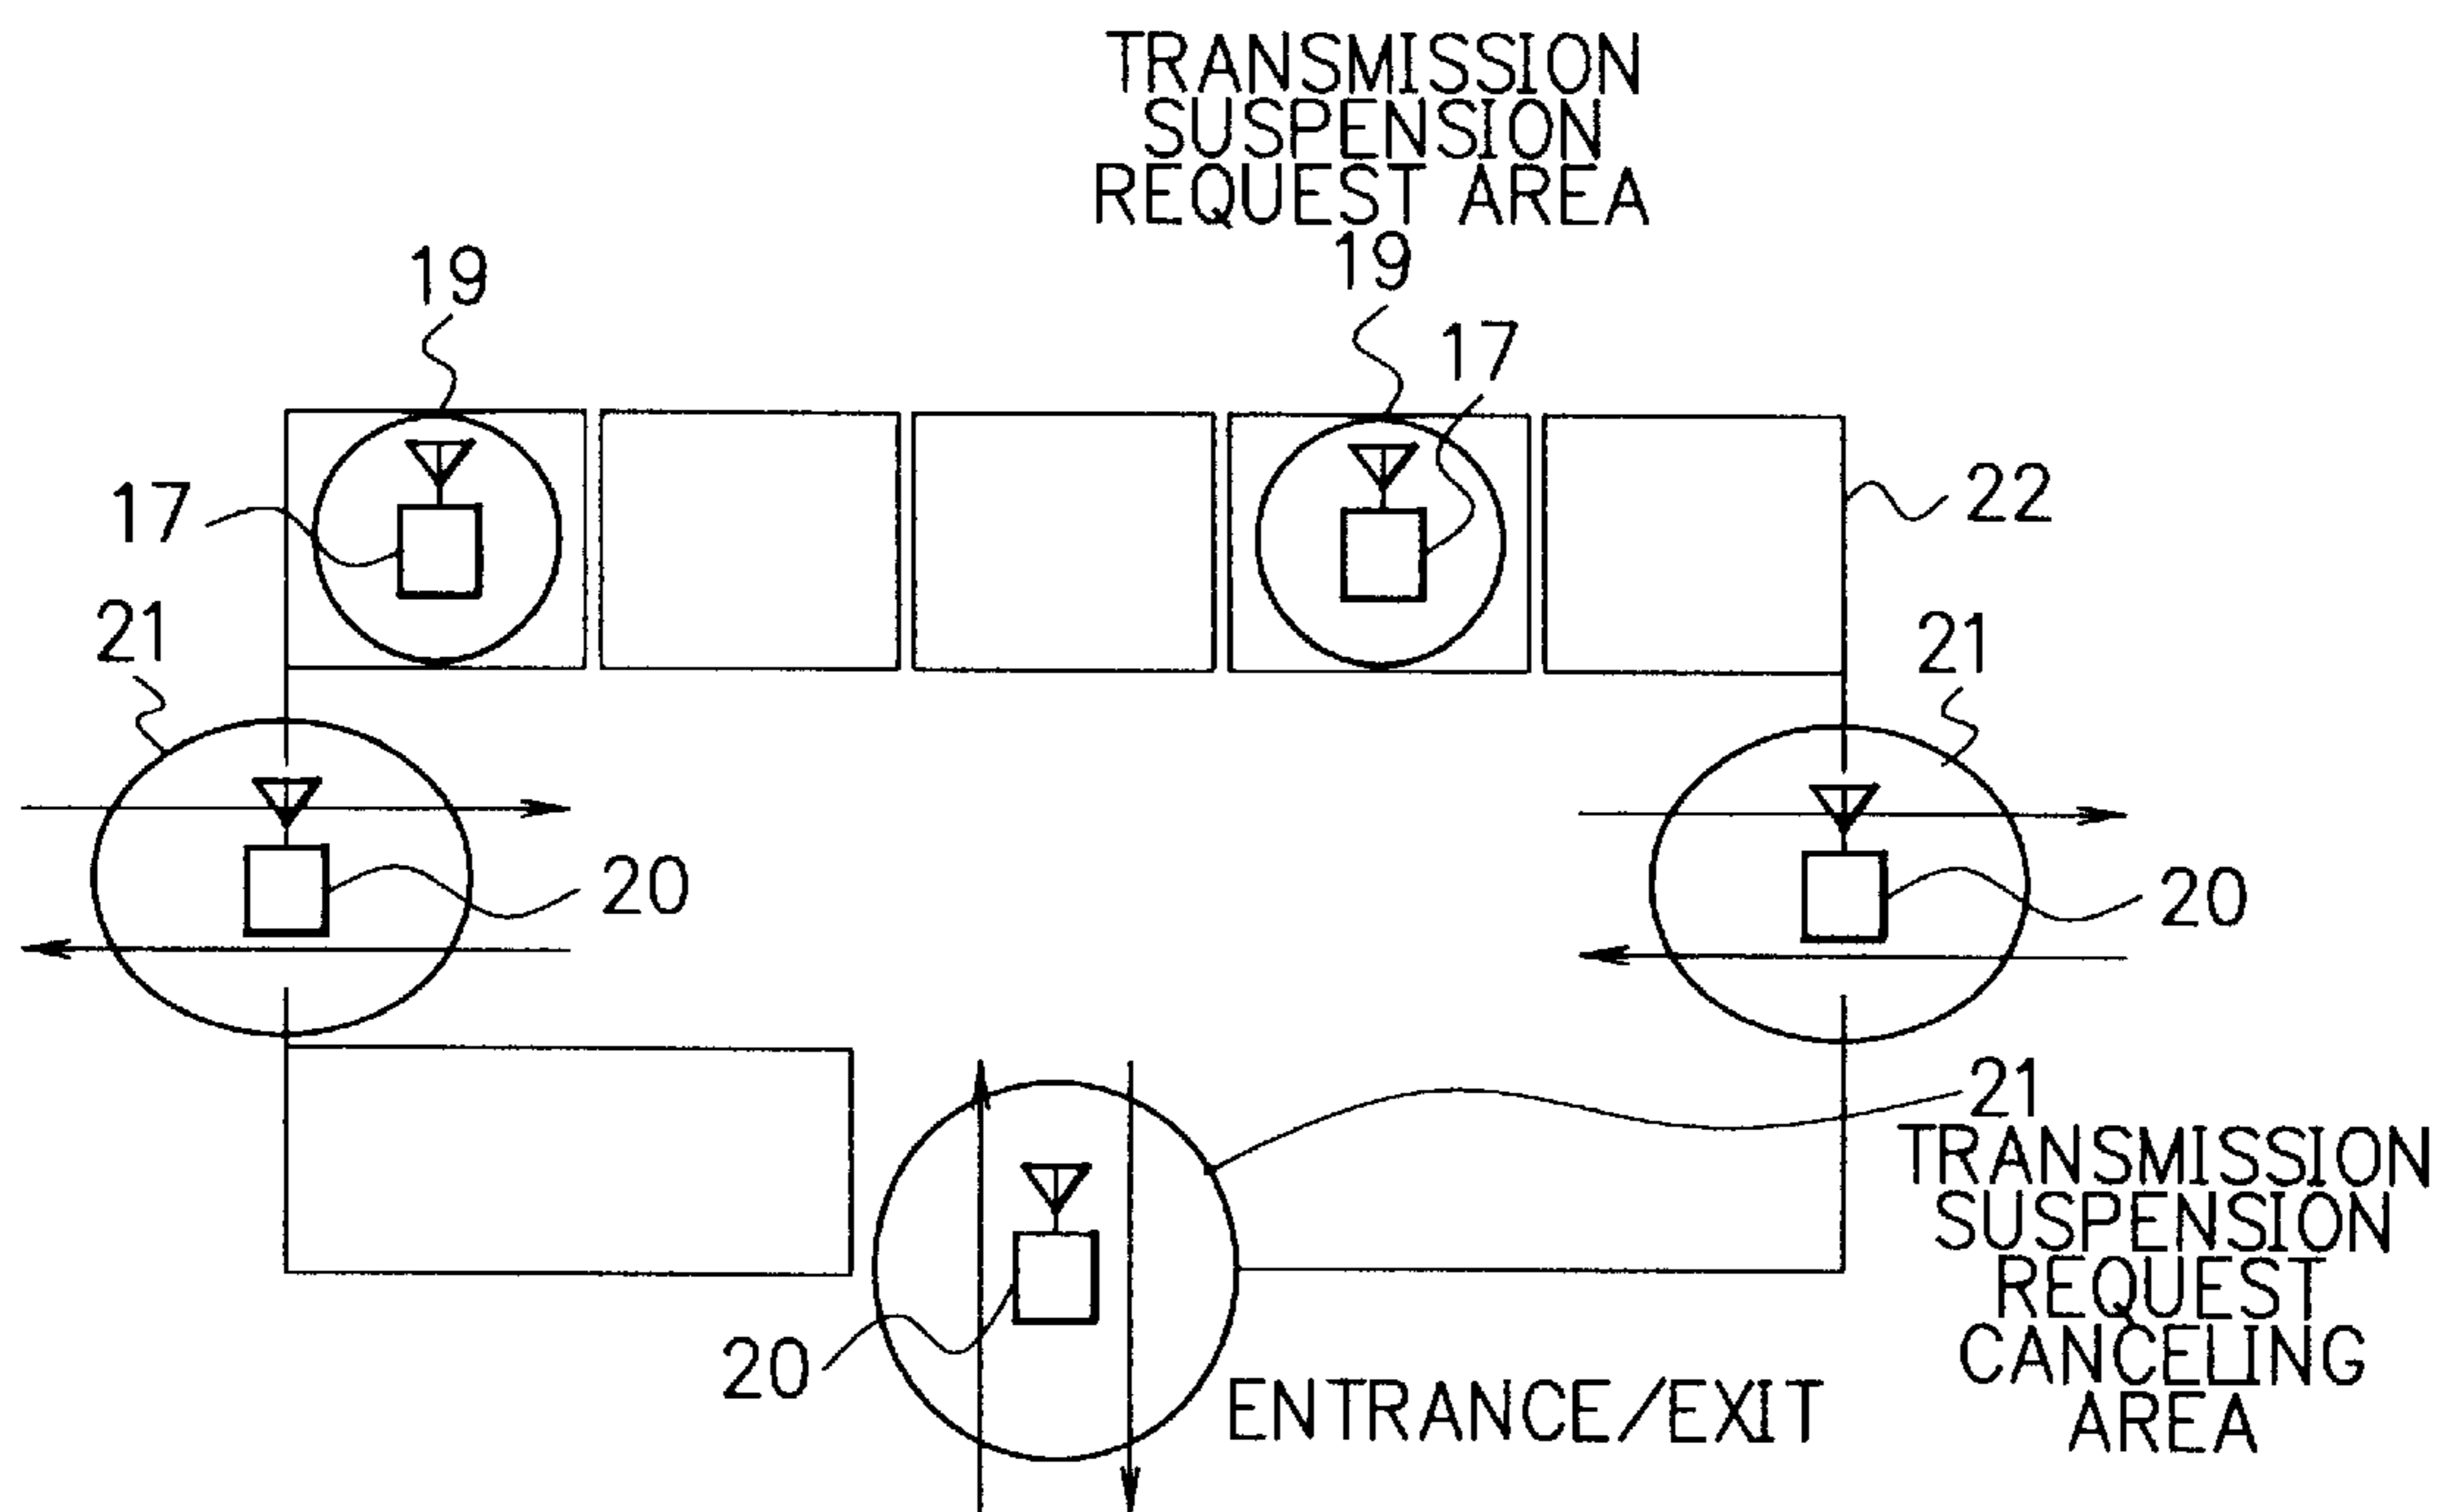 TRANSMISSION
SUSPENSION
REQUEST AREA
19
19
17
17
22
21
21
20
20
21
TRANSMISSION
SUSPENSION
REQUEST
CANCELING
AREA
20
ENTRANCE/EXIT